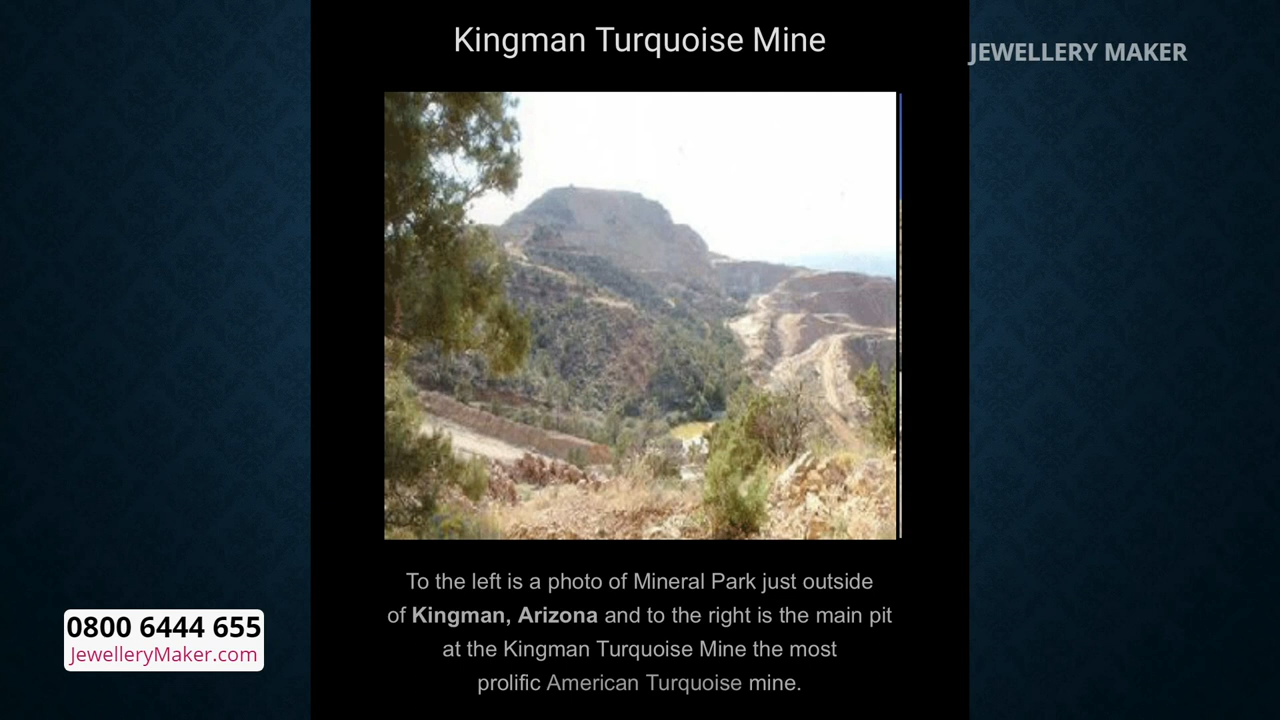 Kingman Turquoise Mine
JEWELLERY MAKER
To the left is a photo of Mineral Park just outside
of Kingman, Arizona and to the right is the main pit
at the Kingman Turquoise Mine the most
prolific American Turquoise mine.
0800 6444 655
JewelleryMaker.com